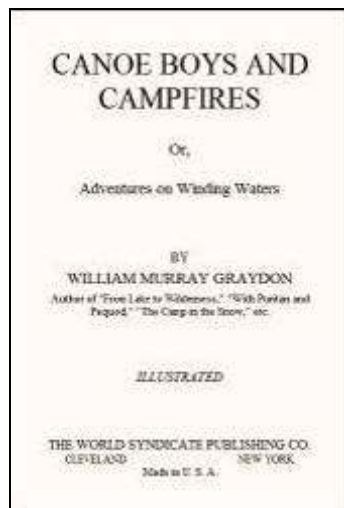 CANOE BOYS AND
CAMPFIRES
Or,
Adventures on Winding Waters
BY
WILLIAM MURRAY GRAYDON
Author of "From Lake to Wilderness," "With Puritan and
Pequod," "The Camp in the Snow," etc.
ILLUSTRATED
THE WORLD SYNDICATE PUBLISHING CO.
CLEVELAND NEW YORK
Made in U. S. A.